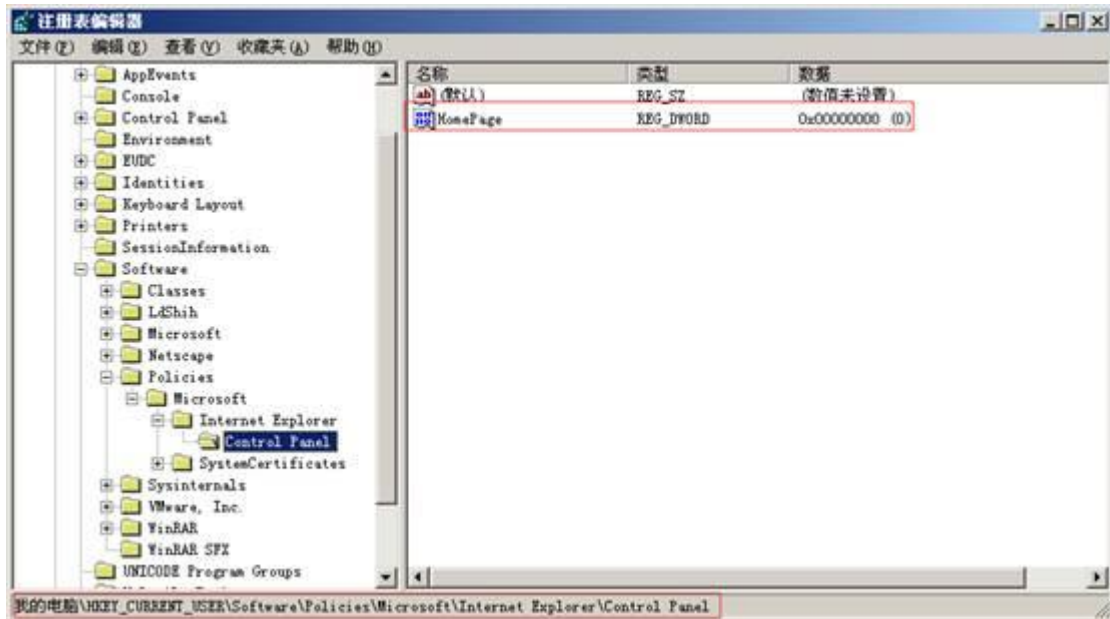 注册表编辑器
文件(F) 编辑(E) 查看(V) 收藏夹(A) 帮助(H)
AppEvents
Console
Control Panel
Environment
EUDC
Identities
Keyboard Layout
Printers
SessionInformation
Software
Classes
LdShih
Microsoft
Netscape
Policies
Microsoft
Internet Explorer
Control Panel
SystemCertificates
Sysinternals
VMware, Inc.
WinRAR
WinRAR SFX
UNICODE Program Groups
名称 类型 数据
(默认) REG_SZ (数值未设置)
HomePage REG_DWORD 0x00000000 (0)
我的电脑\HKEY_CURRENT_USER\Software\Policies\Microsoft\Internet Explorer\Control Panel